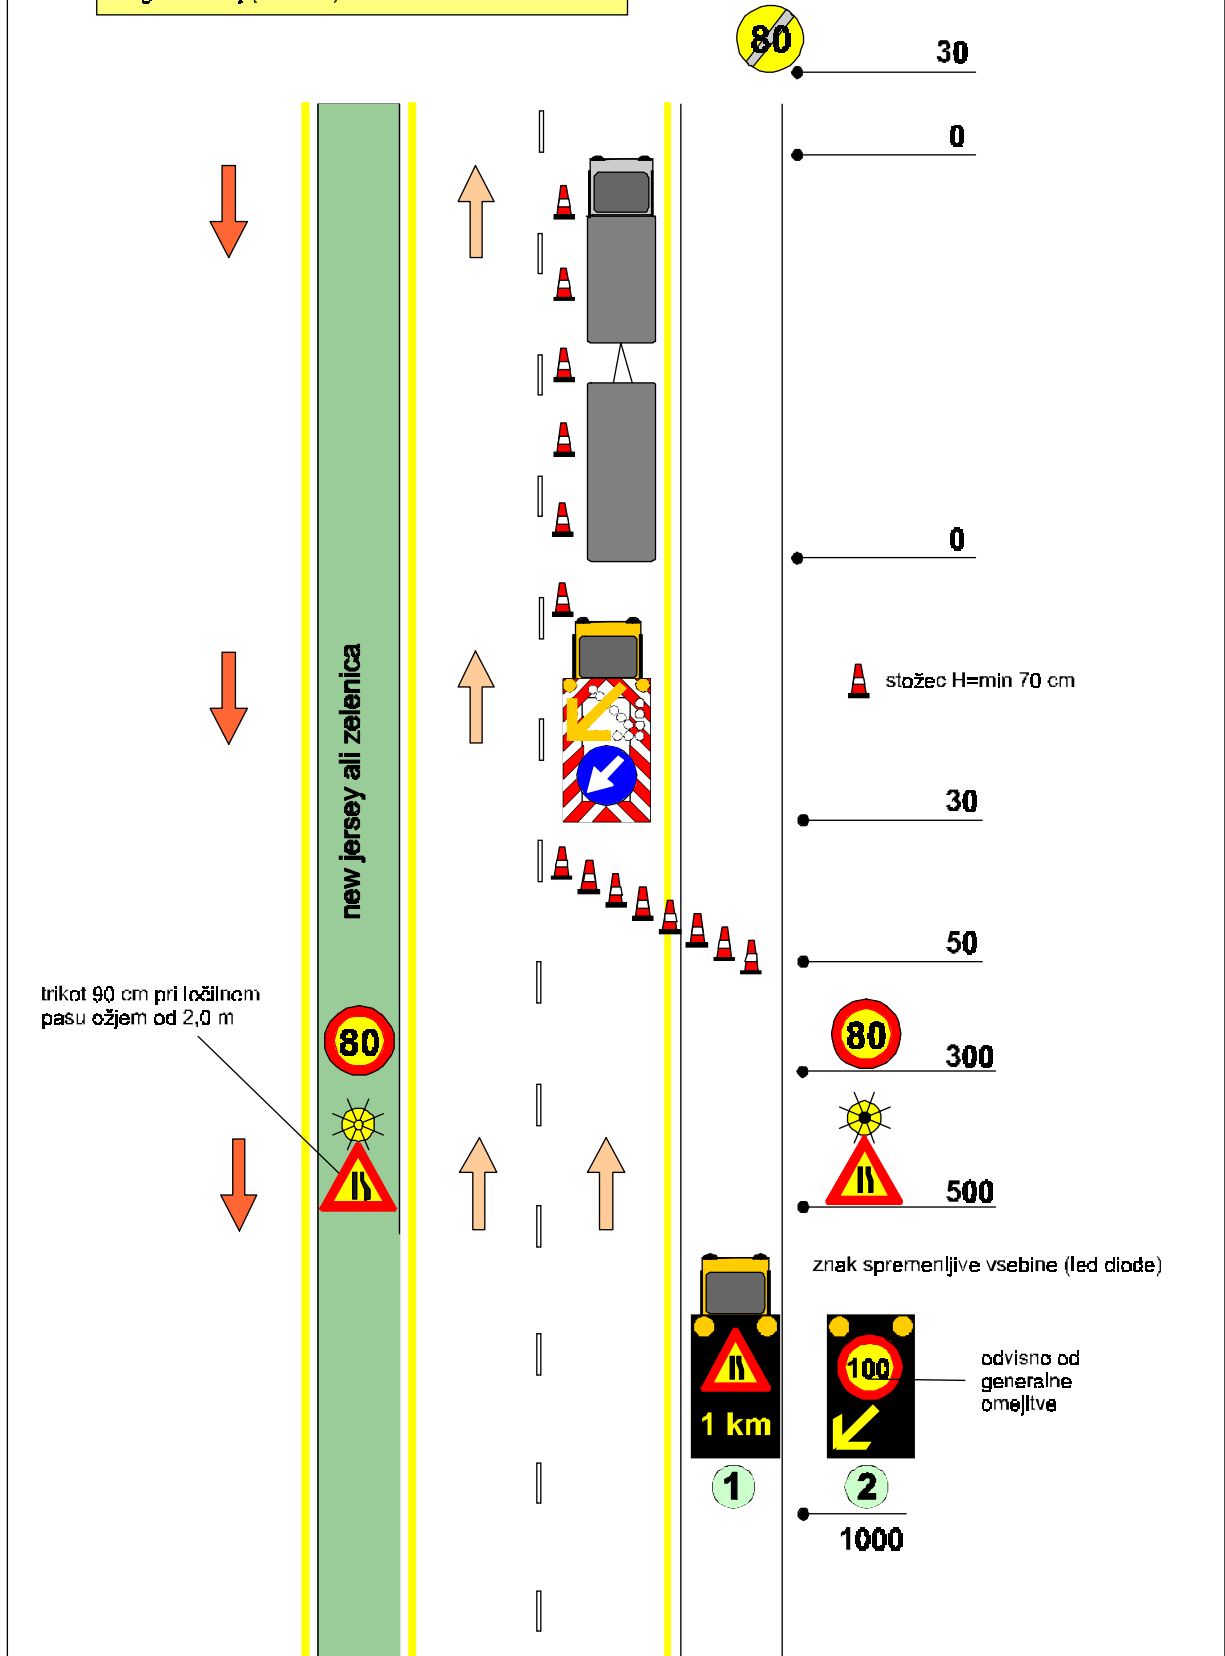 80
30
0
0
new jersey ali zelenica
stožec H=min 70 cm
30
50
trikot 90 cm pri ločilnem
pasu ožjem od 2,0 m
80
80
300
500
znak spremenljive vsebine (led diode)
100
1 km
odvisno od
generalne
omejitve
1
2
1000